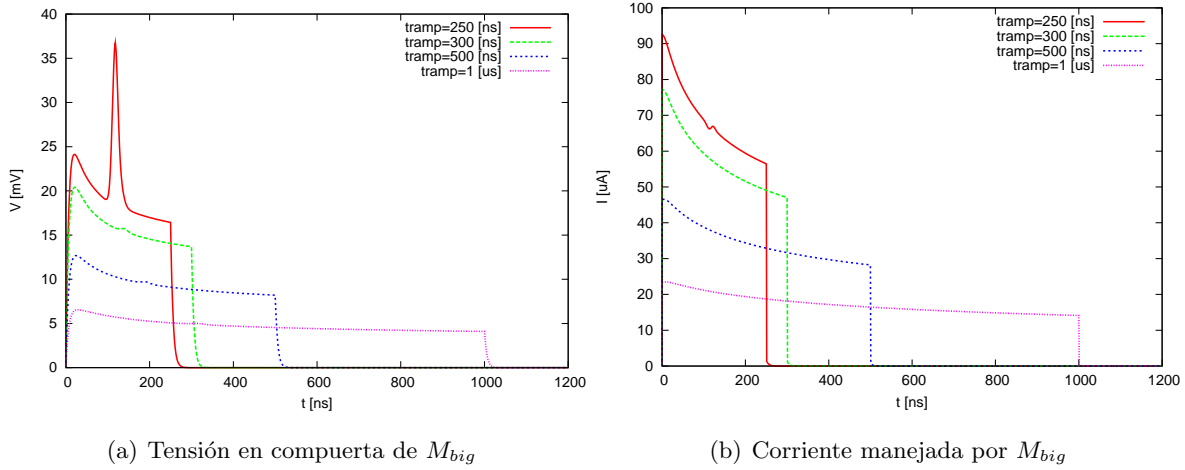 40
35
30
25
20
15
10
5
0
V [mV]
0 200 400 600 800 1000 1200
t [ns]
tramp=250 [ns]
tramp=300 [ns]
tramp=500 [ns]
tramp=1 [us]
(a) Tensión en compuerta de M_big
100
90
80
70
60
50
40
30
20
10
0
I [uA]
0 200 400 600 800 1000 1200
t [ns]
tramp=250 [ns]
tramp=300 [ns]
tramp=500 [ns]
tramp=1 [us]
(b) Corriente manejada por M_big